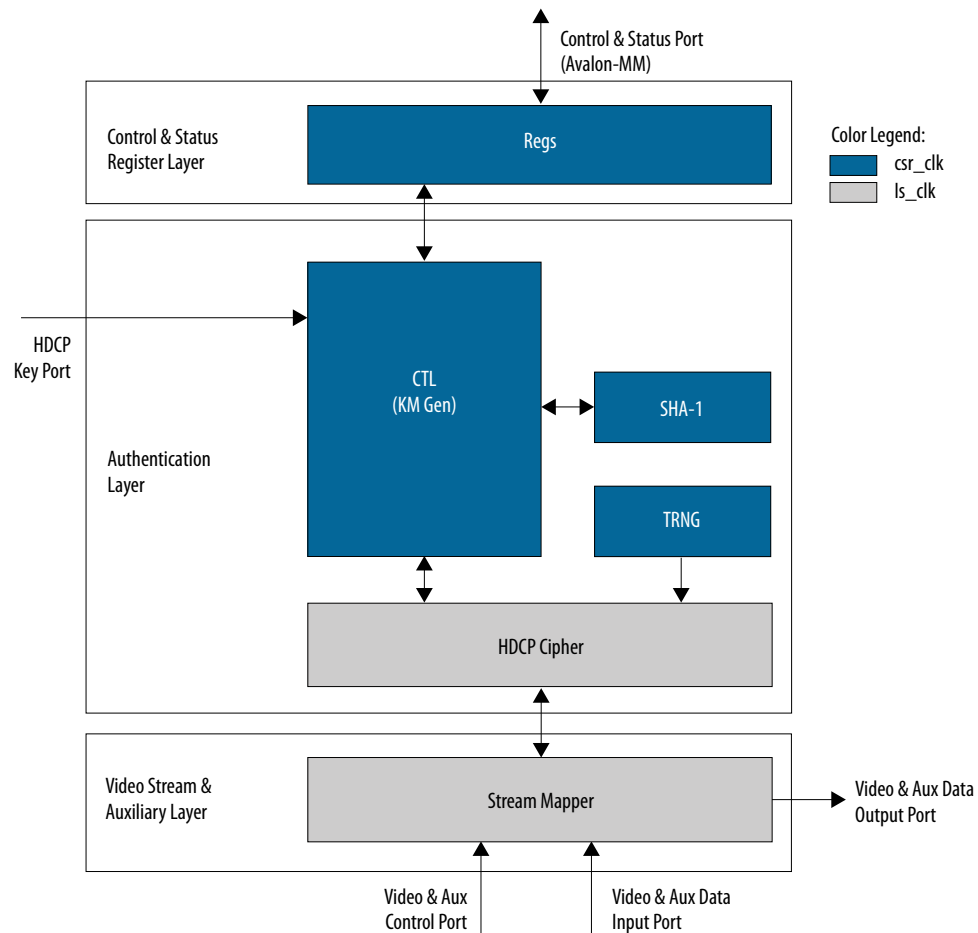 Control & Status Port
(Avalon-MM)
Control & Status
Register Layer
Regs
Color Legend:
csr_clk
ls_clk
HDCP
Key Port
CTL
(KM Gen)
SHA-1
Authentication
Layer
TRNG
HDCP Cipher
Video Stream &
Auxiliary Layer
Stream Mapper
Video & Aux Data
Output Port
Video & Aux
Control Port
Video & Aux Data
Input Port